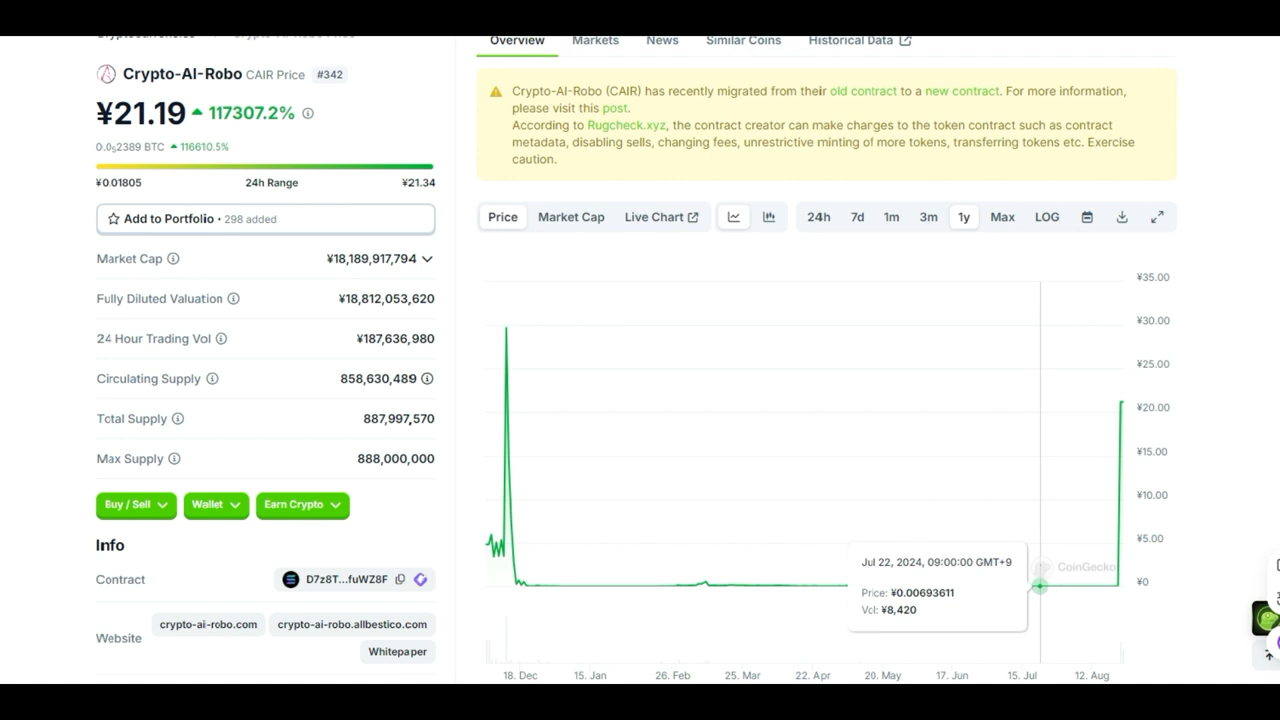 Overview Markets News Similar Coins Historical Data
Crypto-AI-Robo CAIR Price #342
¥21.19 117307.2%
0.0₅2389 BTC 116610.5%
¥0.01805 24h Range ¥21.34
Add to Portfolio • 298 added
Market Cap ¥18,189,917,794
Fully Diluted Valuation ¥18,812,053,620
24 Hour Trading Vol ¥187,636,980
Circulating Supply 858,630,489
Total Supply 887,997,570
Max Supply 888,000,000
Buy / Sell Wallet Earn Crypto
Info
Contract D7z8T...fuWZ8F
Website crypto-ai-robo.com crypto-ai-robo.allbestico.com
Whitepaper
Crypto-AI-Robo (CAIR) has recently migrated from their old contract to a new contract. For more information,
please visit this post.
According to Rugcheck.xyz, the contract creator can make changes to the token contract such as contract
metadata, disabling sells, changing fees, unrestrictive minting of more tokens, transferring tokens etc. Exercise
caution.
Price Market Cap Live Chart 24h 7d 1m 3m 1y Max LOG
¥35.00
¥30.00
¥25.00
¥20.00
¥15.00
¥10.00
¥5.00
¥0
Jul 22, 2024, 09:00:00 GMT+9
Price: ¥0.00693611
Vol: ¥8,420
CoinGecko
18. Dec 15. Jan 26. Feb 25. Mar 22. Apr 20. May 17. Jun 15. Jul 12. Aug